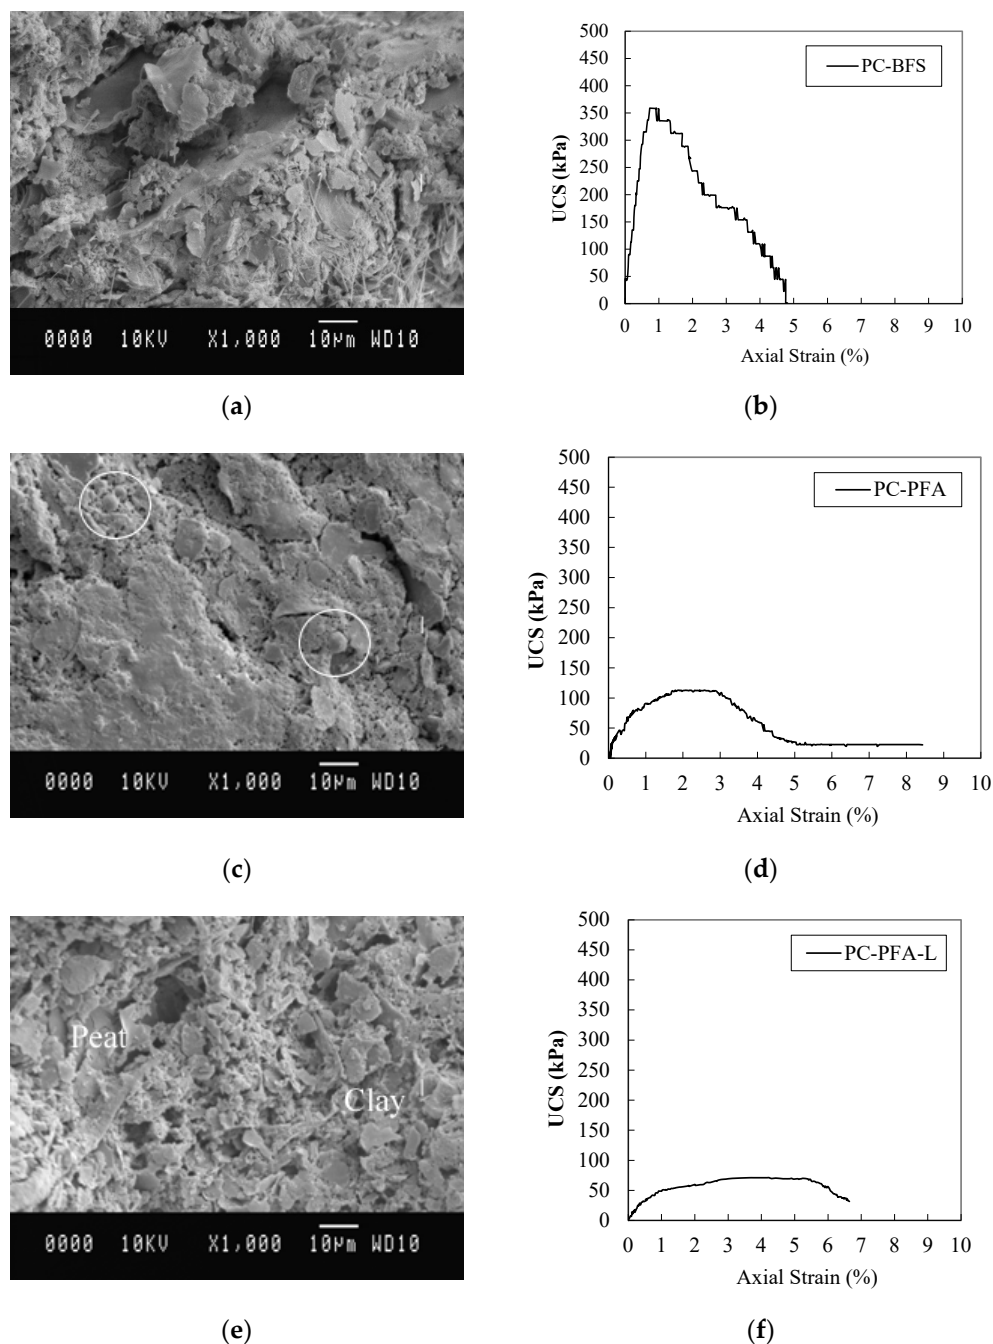 0000 10KV X1,000 10µm WD10
(a)
500
450
400
350
300
250
200
150
100
50
0
UCS (kPa)
PC-BFS
0 1 2 3 4 5 6 7 8 9 10
Axial Strain (%)
(b)
0000 10KV X1,000 10µm WD10
(c)
500
450
400
350
300
250
200
150
100
50
0
UCS (kPa)
PC-PFA
0 1 2 3 4 5 6 7 8 9 10
Axial Strain (%)
(d)
Peat
Clay
0000 10KV X1,000 10µm WD10
(e)
500
450
400
350
300
250
200
150
100
50
0
UCS (kPa)
PC-PFA-L
0 1 2 3 4 5 6 7 8 9 10
Axial Strain (%)
(f)